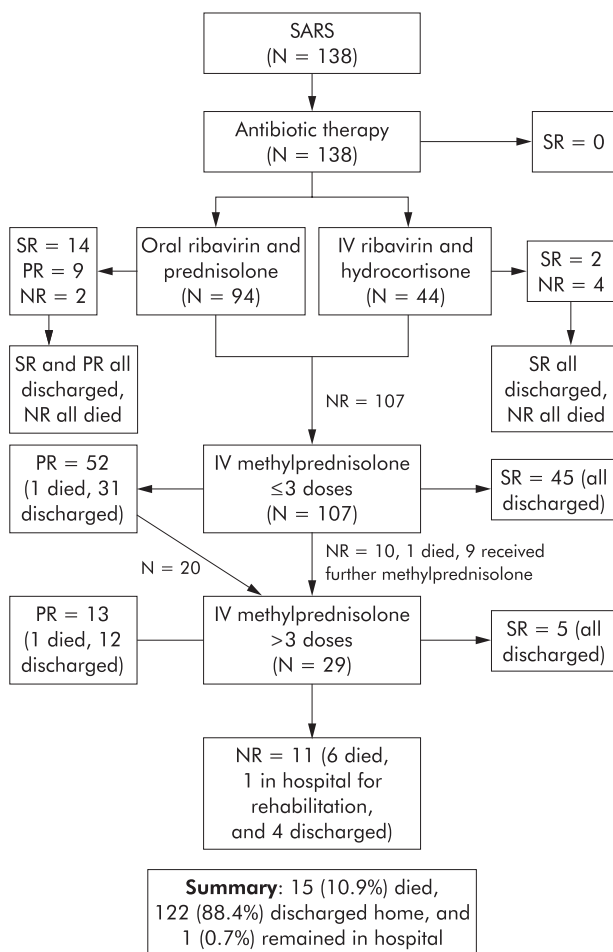 SARS
(N = 138)
Antibiotic therapy
(N = 138)
SR = 0
SR = 14
PR = 9
NR = 2
Oral ribavirin and
prednisolone
(N = 94)
IV ribavirin and
hydrocortisone
(N = 44)
SR = 2
NR = 4
SR and PR all
discharged,
NR all died
SR all
discharged,
NR all died
NR = 107
PR = 52
(1 died, 31
discharged)
IV methylprednisolone
≤3 doses
(N = 107)
SR = 45 (all
discharged)
N = 20
NR = 10, 1 died, 9 received
further methylprednisolone
PR = 13
(1 died, 12
discharged)
IV methylprednisolone
>3 doses
(N = 29)
SR = 5 (all
discharged)
NR = 11 (6 died,
1 in hospital for
rehabilitation,
and 4 discharged)
Summary: 15 (10.9%) died,
122 (88.4%) discharged home, and
1 (0.7%) remained in hospital